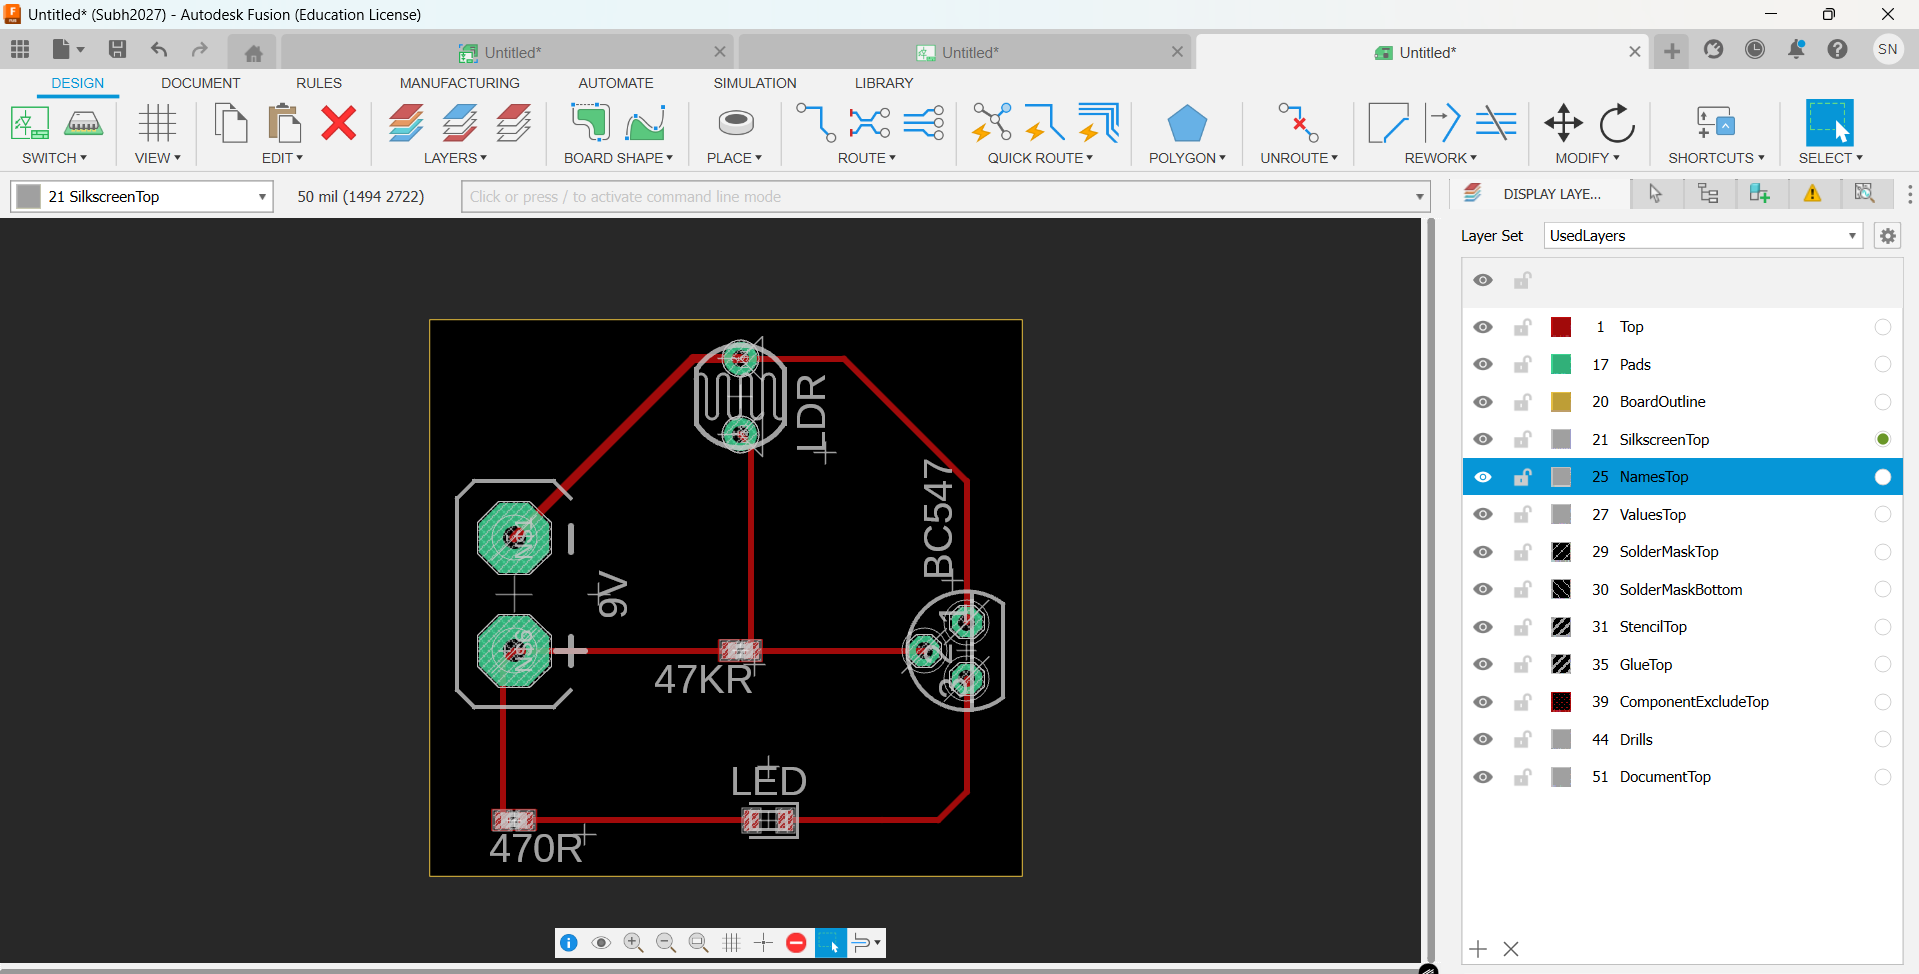 Untitled* (Subh2027) - Autodesk Fusion (Education License)
Untitled*
Untitled*
Untitled*
SN
DESIGN
DOCUMENT
RULES
MANUFACTURING
AUTOMATE
SIMULATION
LIBRARY
SWITCH
VIEW
EDIT
LAYERS
BOARD SHAPE
PLACE
ROUTE
QUICK ROUTE
POLYGON
UNROUTE
REWORK
MODIFY
SHORTCUTS
SELECT
21 SilkscreenTop
50 mil (1494 2722)
Click or press / to activate command line mode
DISPLAY LAYE...
Layer Set
UsedLayers
1 Top
17 Pads
20 BoardOutline
21 SilkscreenTop
25 NamesTop
27 ValuesTop
29 SolderMaskTop
30 SolderMaskBottom
31 StencilTop
35 GlueTop
39 ComponentExcludeTop
44 Drills
51 DocumentTop
LDR
BC547
9V
1
2
3
47KR
LED
470R